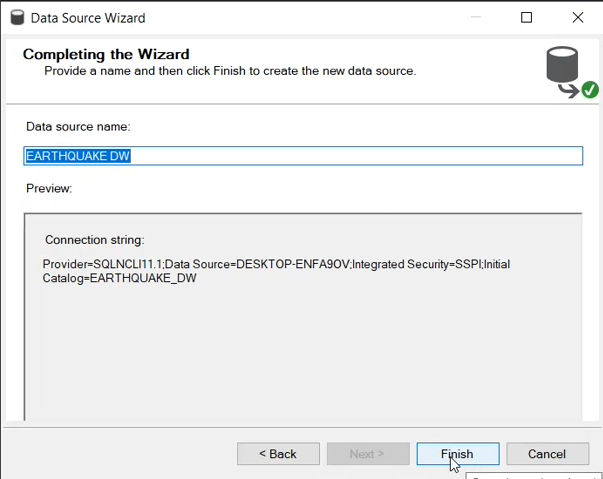 Data Source Wizard
Completing the Wizard
Provide a name and then click Finish to create the new data source.
Data source name:
EARTHQUAKE DW
Preview:
Connection string:
Provider=SQLNCLI11.1;Data Source=DESKTOP-ENFA9OV;Integrated Security=SSPI;Initial
Catalog=EARTHQUAKE_DW
< Back
Next >
Finish
Cancel